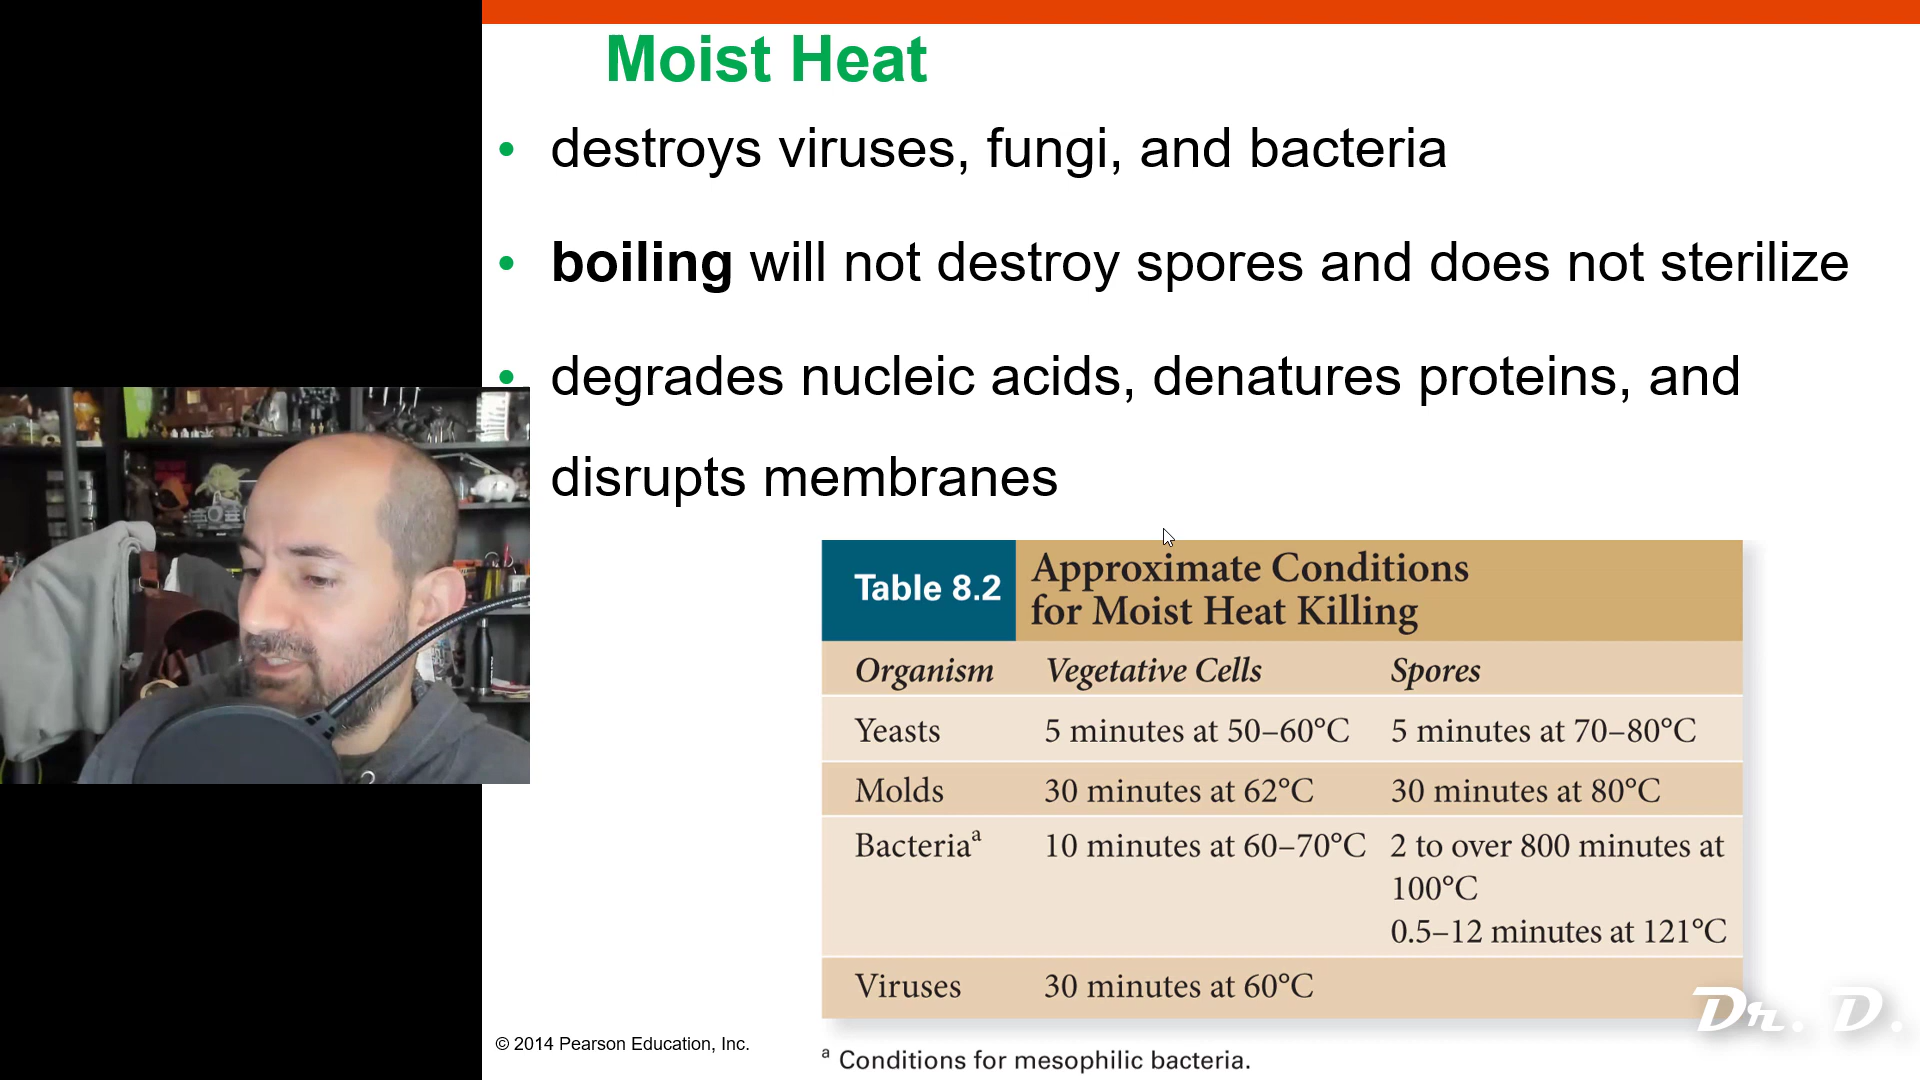 Moist Heat
• destroys viruses, fungi, and bacteria
• boiling will not destroy spores and does not sterilize
• degrades nucleic acids, denatures proteins, and
disrupts membranes
Table 8.2 Approximate Conditions
for Moist Heat Killing
Organism Vegetative Cells Spores
Yeasts 5 minutes at 50–60°C 5 minutes at 70–80°C
Molds 30 minutes at 62°C 30 minutes at 80°C
Bacteriaᵃ 10 minutes at 60–70°C 2 to over 800 minutes at
100°C
0.5–12 minutes at 121°C
Viruses 30 minutes at 60°C
Dr. D.
© 2014 Pearson Education, Inc.
ᵃ Conditions for mesophilic bacteria.